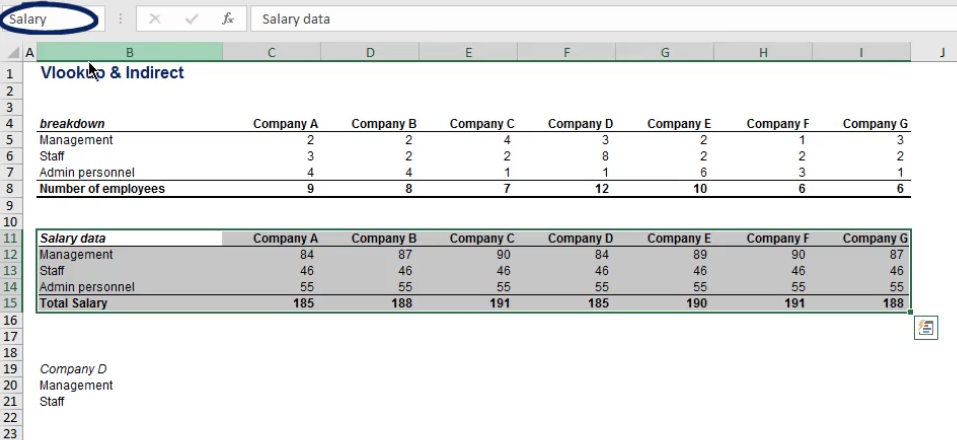 Salary fx Salary data
A B C D E F G H I J
1 Vlookup & Indirect
2
3
4 breakdown Company A Company B Company C Company D Company E Company F Company G
5 Management 2 2 4 3 2 1 3
6 Staff 3 2 2 8 2 2 2
7 Admin personnel 4 4 1 1 6 3 1
8 Number of employees 9 8 7 12 10 6 6
9
10
11 Salary data Company A Company B Company C Company D Company E Company F Company G
12 Management 84 87 90 84 89 90 87
13 Staff 46 46 46 46 46 46 46
14 Admin personnel 55 55 55 55 55 55 55
15 Total Salary 185 188 191 185 190 191 188
16
17
18
19 Company D
20 Management
21 Staff
22
23